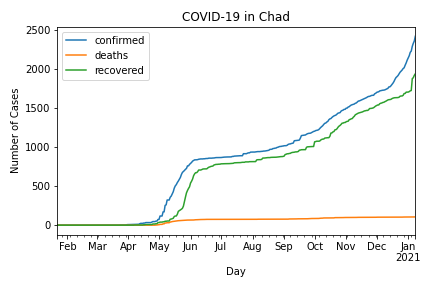 COVID-19 in Chad
confirmed
deaths
recovered
Number of Cases
2500
2000
1500
1000
500
0
Feb Mar Apr May Jun Jul Aug Sep Oct Nov Dec Jan
2021
Day